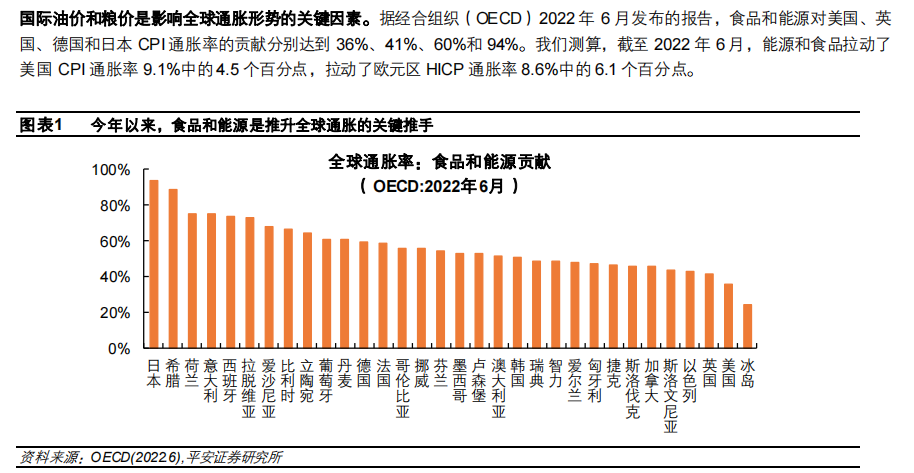 国际油价和粮价是影响全球通胀形势的关键因素。据经合组织（OECD）2022 年 6 月发布的报告，食品和能源对美国、英
国、德国和日本 CPI 通胀率的贡献分别达到 36%、41%、60%和 94%。我们测算，截至 2022 年 6 月，能源和食品拉动了
美国 CPI 通胀率 9.1%中的 4.5 个百分点，拉动了欧元区 HICP 通胀率 8.6%中的 6.1 个百分点。
图表1 今年以来，食品和能源是推升全球通胀的关键推手
全球通胀率：食品和能源贡献
（OECD:2022年6月）
100%
80%
60%
40%
20%
0%
日本
希腊
荷兰
意大利
西班牙
拉脱维亚
爱沙尼亚
比利时
立陶宛
葡萄牙
丹麦
德国
法国
哥伦比亚
挪威
芬兰
墨西哥
卢森堡
澳大利亚
韩国
瑞典
智力
爱尔兰
匈牙利
捷克
斯洛伐克
加拿大
斯洛文尼亚
以色列
英国
美国
冰岛
资料来源：OECD(2022.6),平安证券研究所